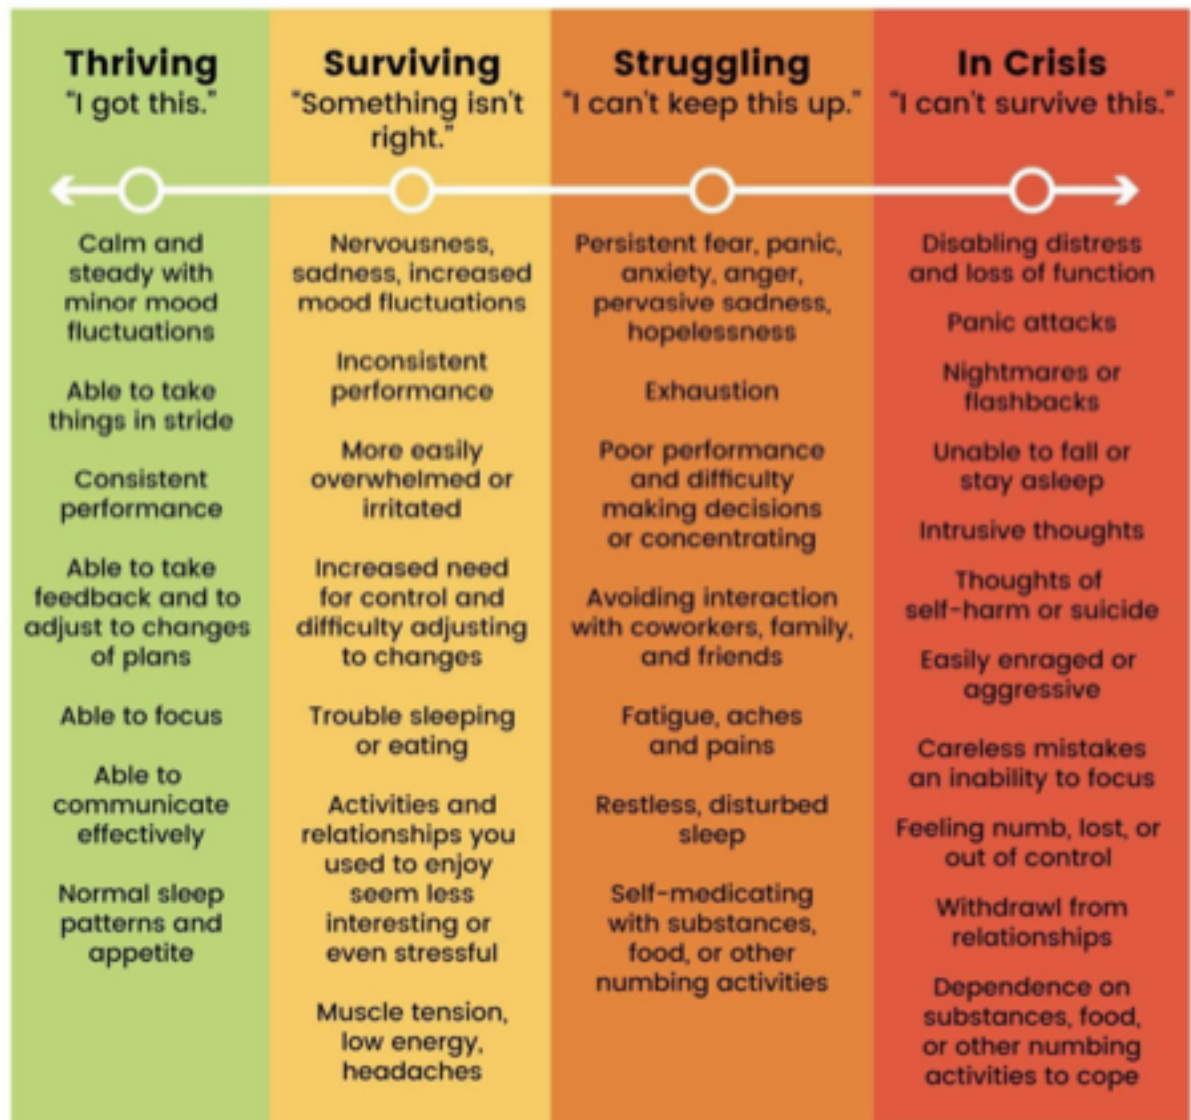 Thriving
"I got this."
Calm and
steady with
minor mood
fluctuations
Able to take
things in stride
Consistent
performance
Able to take
feedback and to
adjust to changes
of plans
Able to focus
Able to
communicate
effectively
Normal sleep
patterns and
appetite
Surviving
"Something isn't
right."
Nervousness,
sadness, increased
mood fluctuations
Inconsistent
performance
More easily
overwhelmed or
irritated
Increased need
for control and
difficulty adjusting
to changes
Trouble sleeping
or eating
Activities and
relationships you
used to enjoy
seem less
interesting or
even stressful
Muscle tension,
low energy,
headaches
Struggling
"I can't keep this up."
Persistent fear, panic,
anxiety, anger,
pervasive sadness,
hopelessness
Exhaustion
Poor performance
and difficulty
making decisions
or concentrating
Avoiding interaction
with coworkers, family,
and friends
Fatigue, aches
and pains
Restless, disturbed
sleep
Self-medicating
with substances,
food, or other
numbing activities
In Crisis
"I can't survive this."
Disabling distress
and loss of function
Panic attacks
Nightmares or
flashbacks
Unable to fall or
stay asleep
Intrusive thoughts
Thoughts of
self-harm or suicide
Easily enraged or
aggressive
Careless mistakes
an inability to focus
Feeling numb, lost, or
out of control
Withdrawl from
relationships
Dependence on
substances, food,
or other numbing
activities to cope